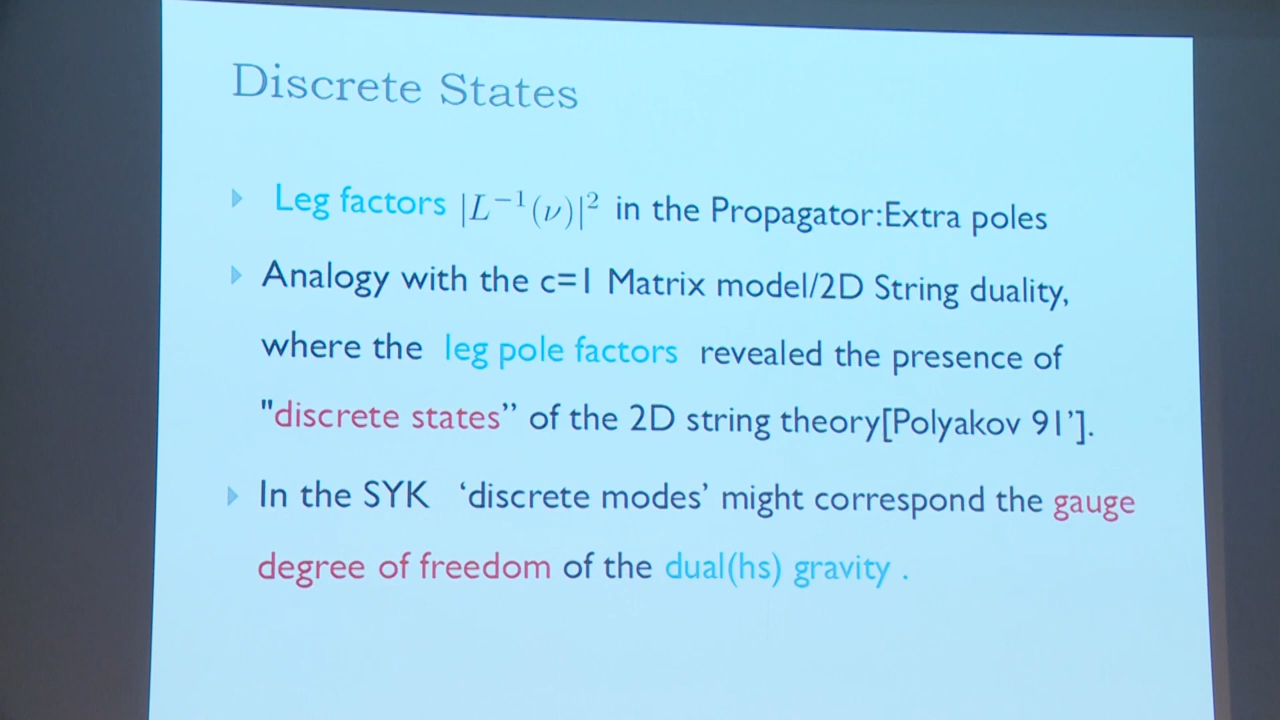 Discrete States
Leg factors |L⁻¹(ν)|² in the Propagator:Extra poles
Analogy with the c=1 Matrix model/2D String duality,
where the leg pole factors revealed the presence of
"discrete states” of the 2D string theory[Polyakov 91’].
In the SYK ‘discrete modes’ might correspond the gauge
degree of freedom of the dual(hs) gravity .